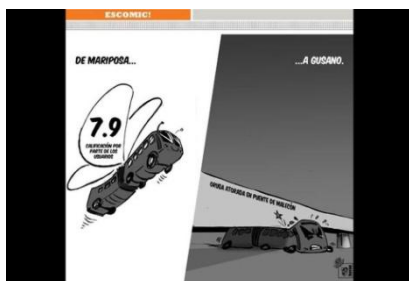 ESCOMIC!
DE MARIPOSA...
...A GUSANO.
7.9
CALIFICACIÓN POR
PARTE DE LOS
USUARIOS
GRÚA ATORADA EN PUENTE DE MALECÓN